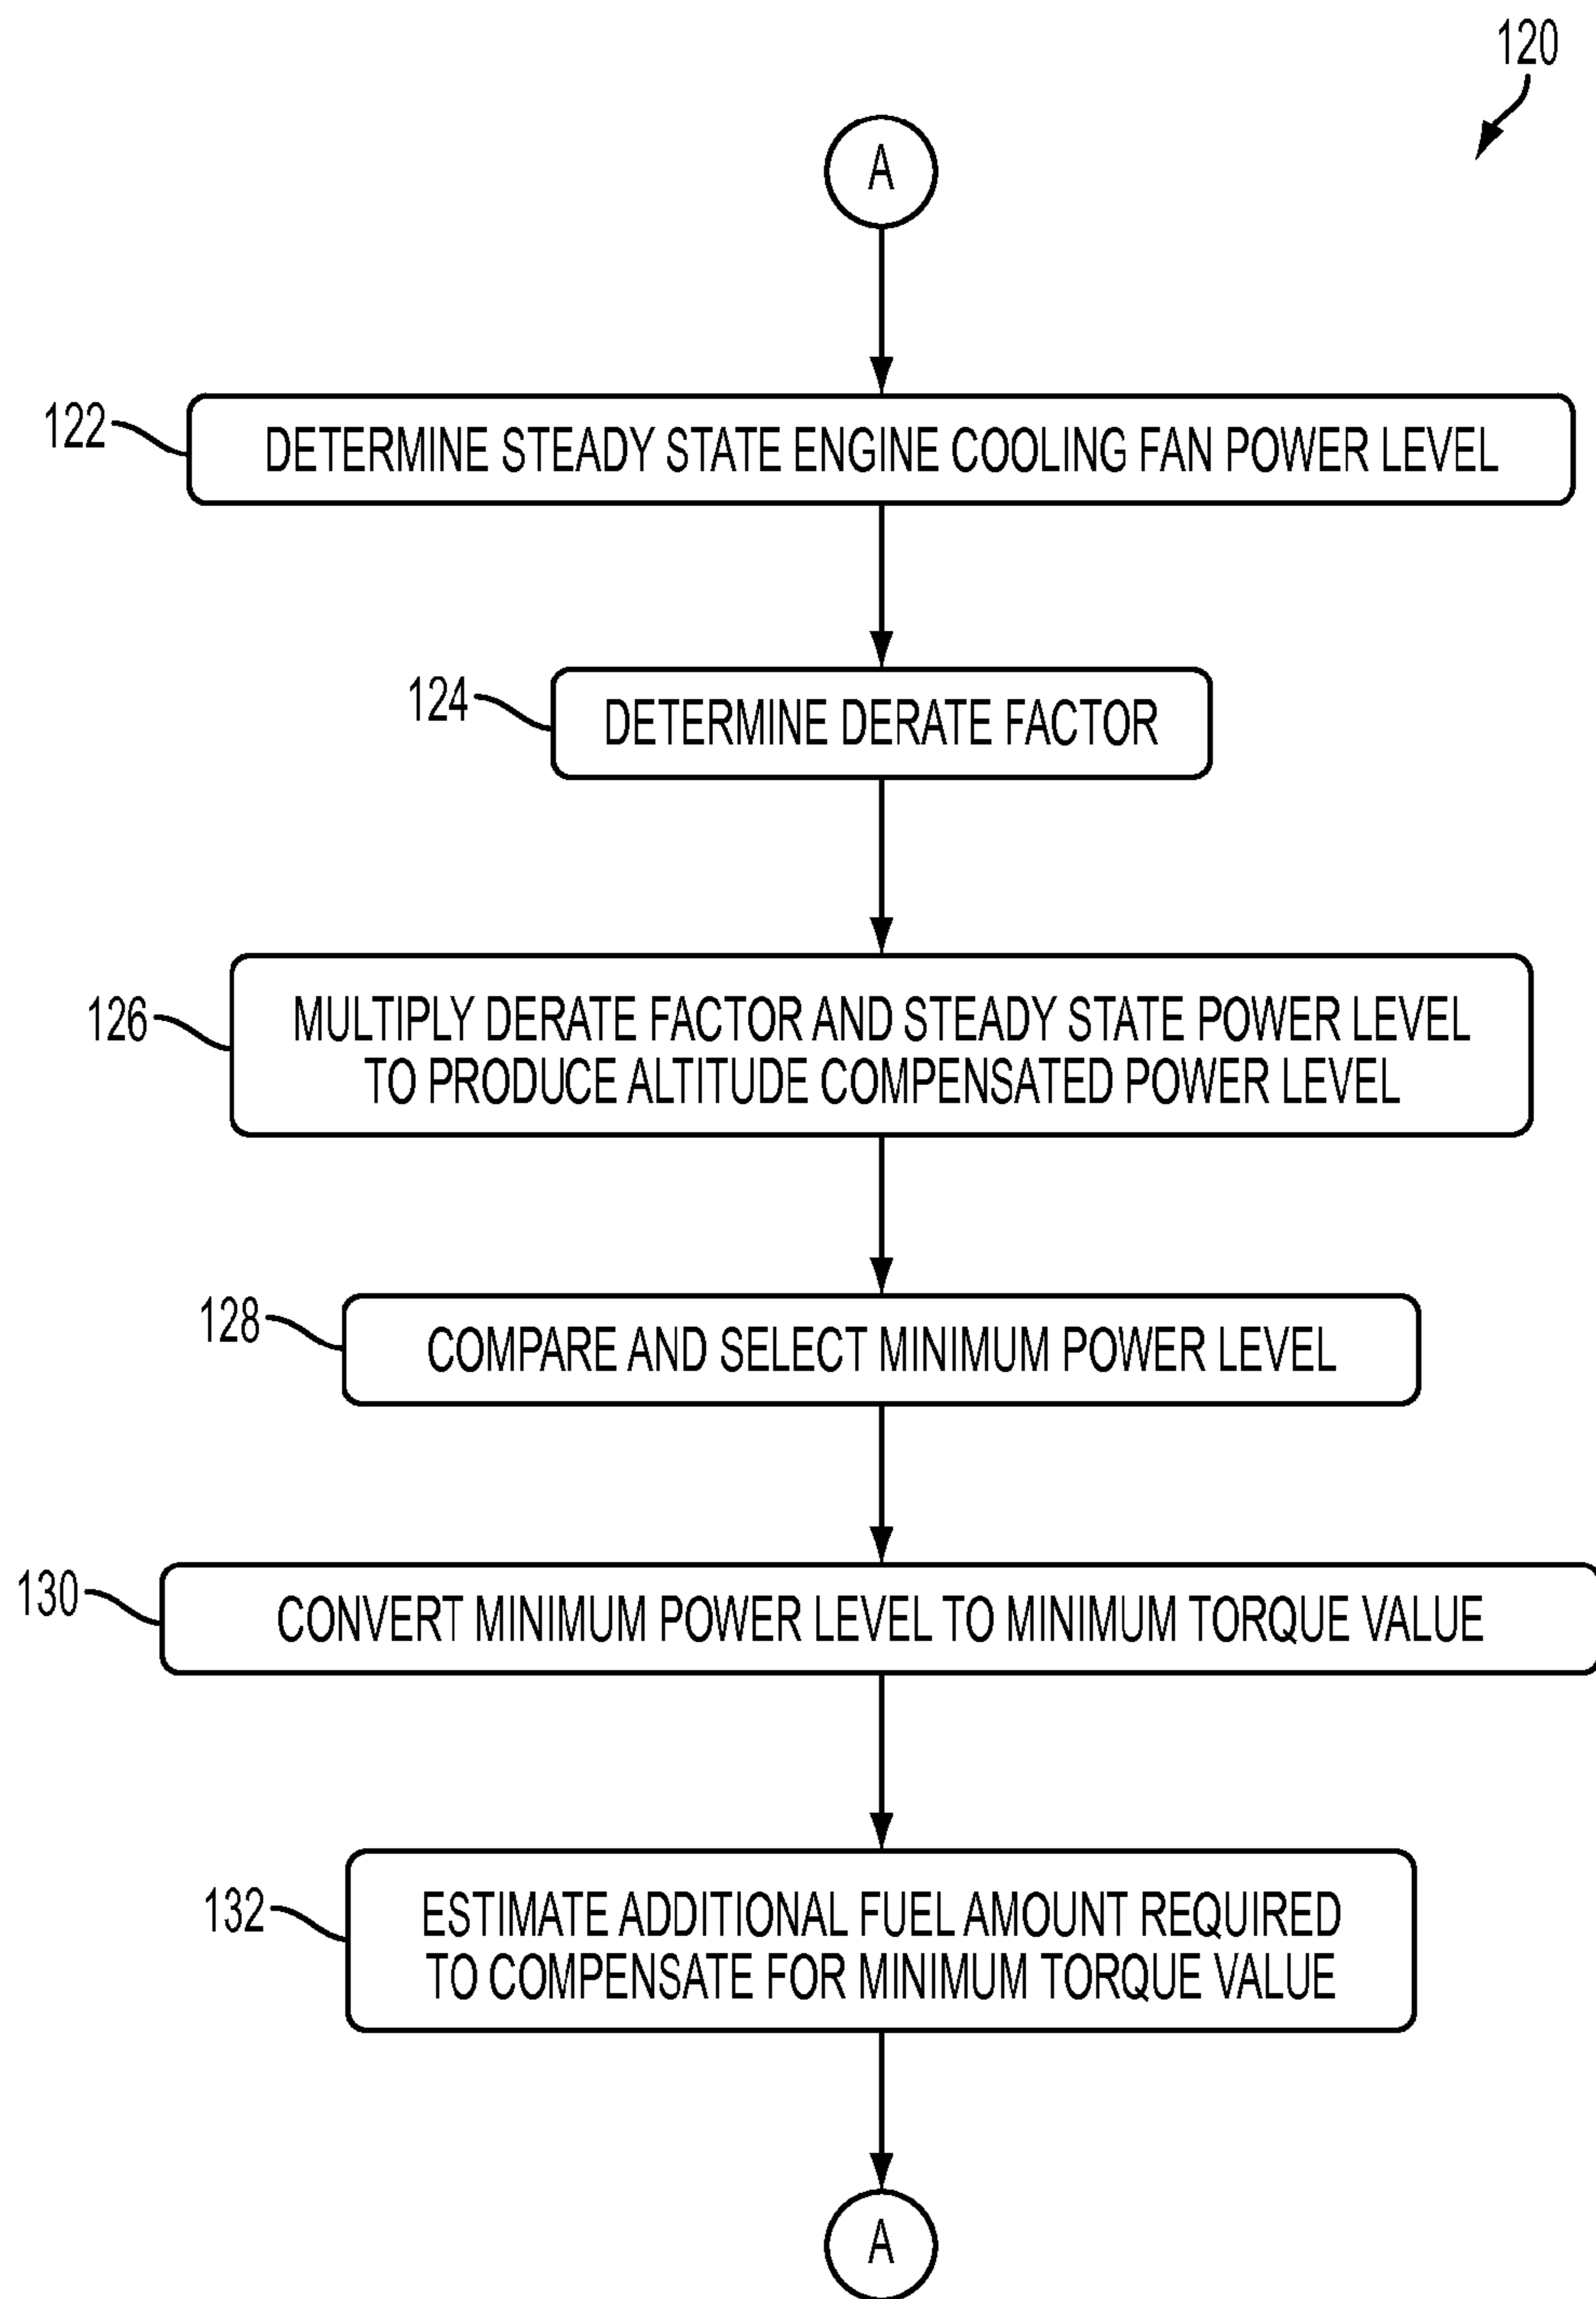 120
A
122
DETERMINE STEADY STATE ENGINE COOLING FAN POWER LEVEL
124
DETERMINE DERATE FACTOR
126
MULTIPLY DERATE FACTOR AND STEADY STATE POWER LEVEL
TO PRODUCE ALTITUDE COMPENSATED POWER LEVEL
128
COMPARE AND SELECT MINIMUM POWER LEVEL
130
CONVERT MINIMUM POWER LEVEL TO MINIMUM TORQUE VALUE
132
ESTIMATE ADDITIONAL FUEL AMOUNT REQUIRED
TO COMPENSATE FOR MINIMUM TORQUE VALUE
A